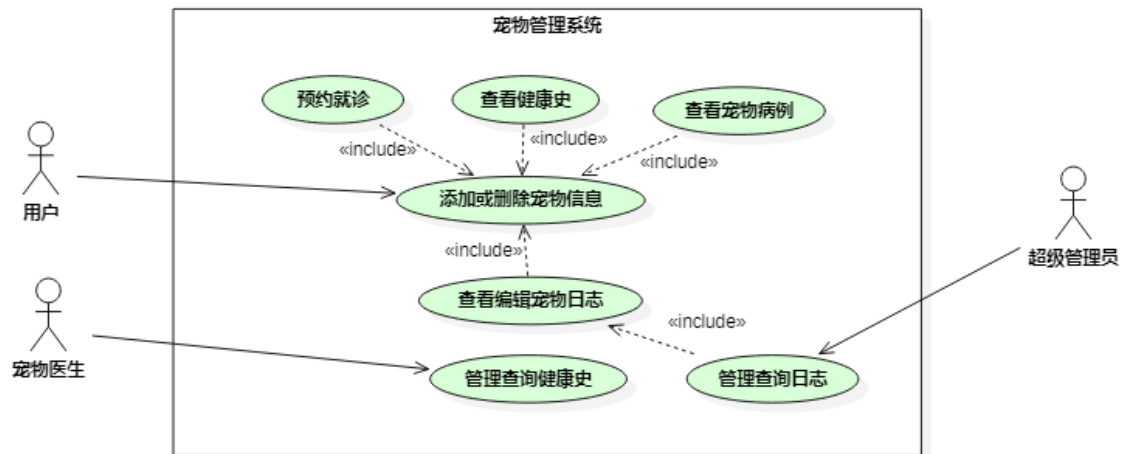 宠物管理系统
预约就诊
查看健康史
查看宠物病例
«include»
«include»
«include»
用户
添加或删除宠物信息
«include»
超级管理员
查看编辑宠物日志
«include»
宠物医生
管理查询健康史
管理查询日志